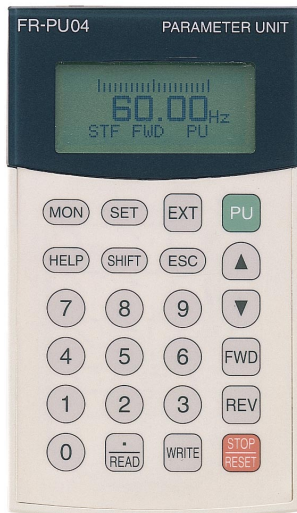 FR-PU04 PARAMETER UNIT
60.00Hz
STF FWD PU
MON SET EXT PU
HELP SHIFT ESC ▲
7 8 9 ▼
4 5 6 FWD
1 2 3 REV
0 · READ WRITE STOP RESET